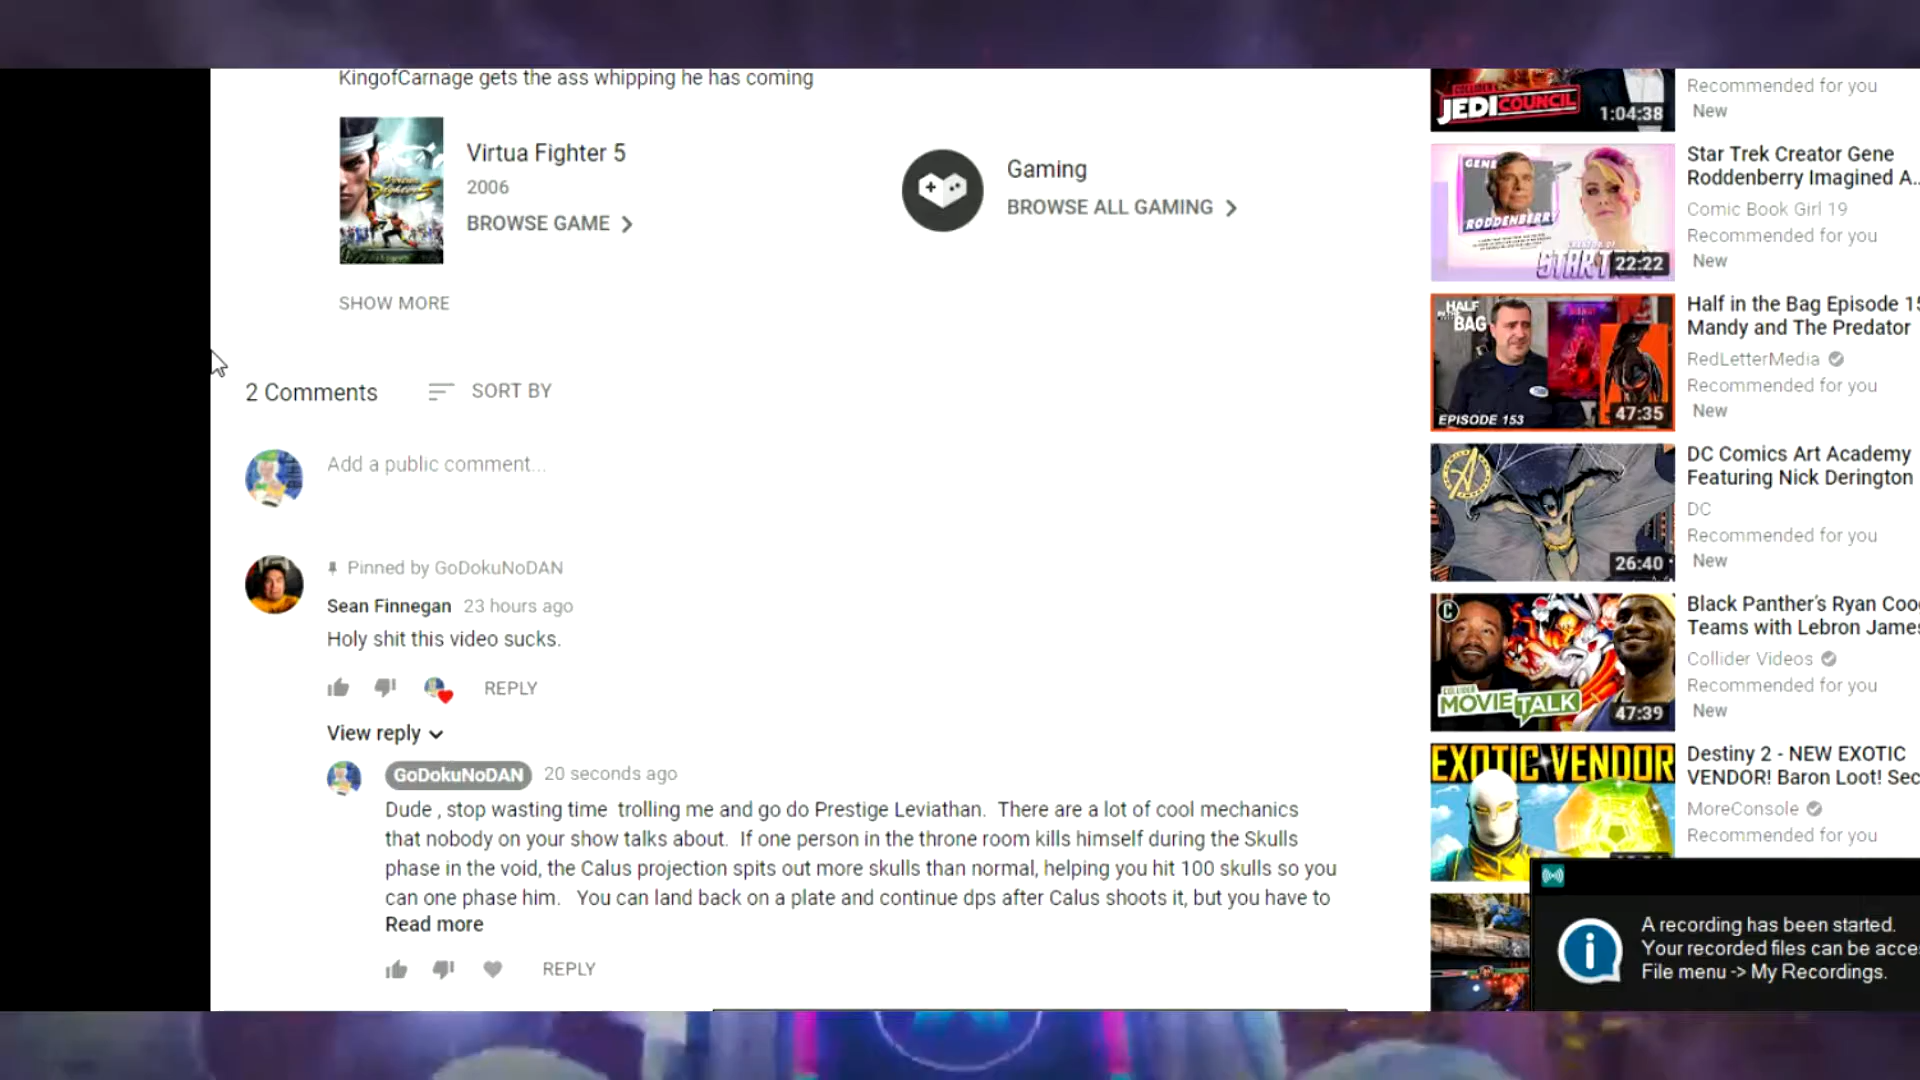 KingofCarnage gets the ass whipping he has coming
Virtua Fighter 5
2006
BROWSE GAME
Gaming
BROWSE ALL GAMING
SHOW MORE
2 Comments
SORT BY
Add a public comment...
Pinned by GoDokuNoDAN
Sean Finnegan 23 hours ago
Holy shit this video sucks.
REPLY
View reply
GoDokuNoDAN 20 seconds ago
Dude , stop wasting time  trolling me and go do Prestige Leviathan.  There are a lot of cool mechanics
that nobody on your show talks about.  If one person in the throne room kills himself during the Skulls
phase in the void, the Calus projection spits out more skulls than normal, helping you hit 100 skulls so you
can one phase him.   You can land back on a plate and continue dps after Calus shoots it, but you have to
Read more
REPLY
COLLIDER
JEDI COUNCIL
1:04:38
Recommended for you
New
GENE
RODDENBERRY
STAR T
22:22
Star Trek Creator Gene
Roddenberry Imagined A...
Comic Book Girl 19
Recommended for you
New
HALF
IN THE
BAG
EPISODE 153
47:35
Half in the Bag Episode 15
Mandy and The Predator
RedLetterMedia
Recommended for you
New
26:40
DC Comics Art Academy
Featuring Nick Derington
DC
Recommended for you
New
COLLIDER
MOVIE TALK
47:39
Black Panther's Ryan Coo
Teams with Lebron James
Collider Videos
Recommended for you
New
EXOTIC VENDOR
Destiny 2 - NEW EXOTIC
VENDOR! Baron Loot! Sec
MoreConsole
Recommended for you
A recording has been started.
Your recorded files can be acce
File menu -> My Recordings.